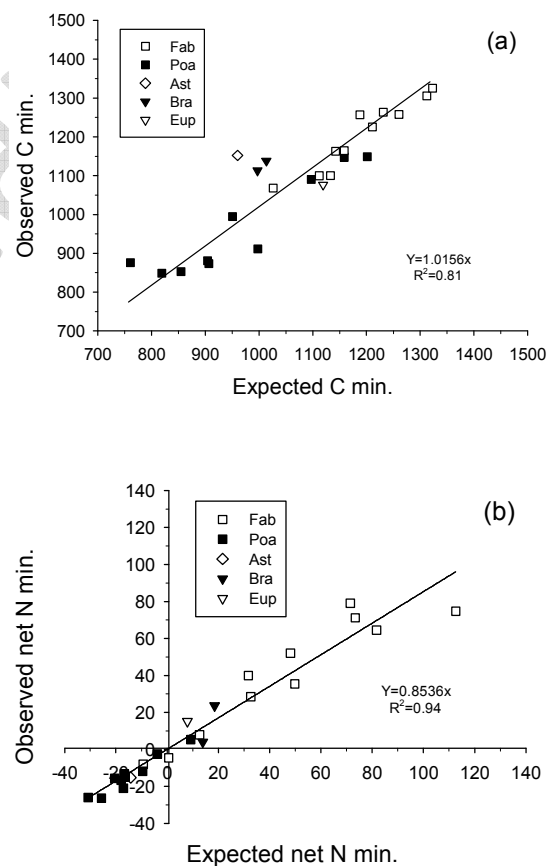 (a)
1500
1400
1300
1200
1100
1000
900
800
700
Observed C min.
Fab
Poa
Ast
Bra
Eup
Y=1.0156x
R²=0.81
700 800 900 1000 1100 1200 1300 1400 1500
Expected C min.
(b)
140
120
100
80
60
40
20
0
-20
-40
Observed net N min.
Fab
Poa
Ast
Bra
Eup
Y=0.8536x
R²=0.94
-40 -20 0 20 40 60 80 100 120 140
Expected net N min.